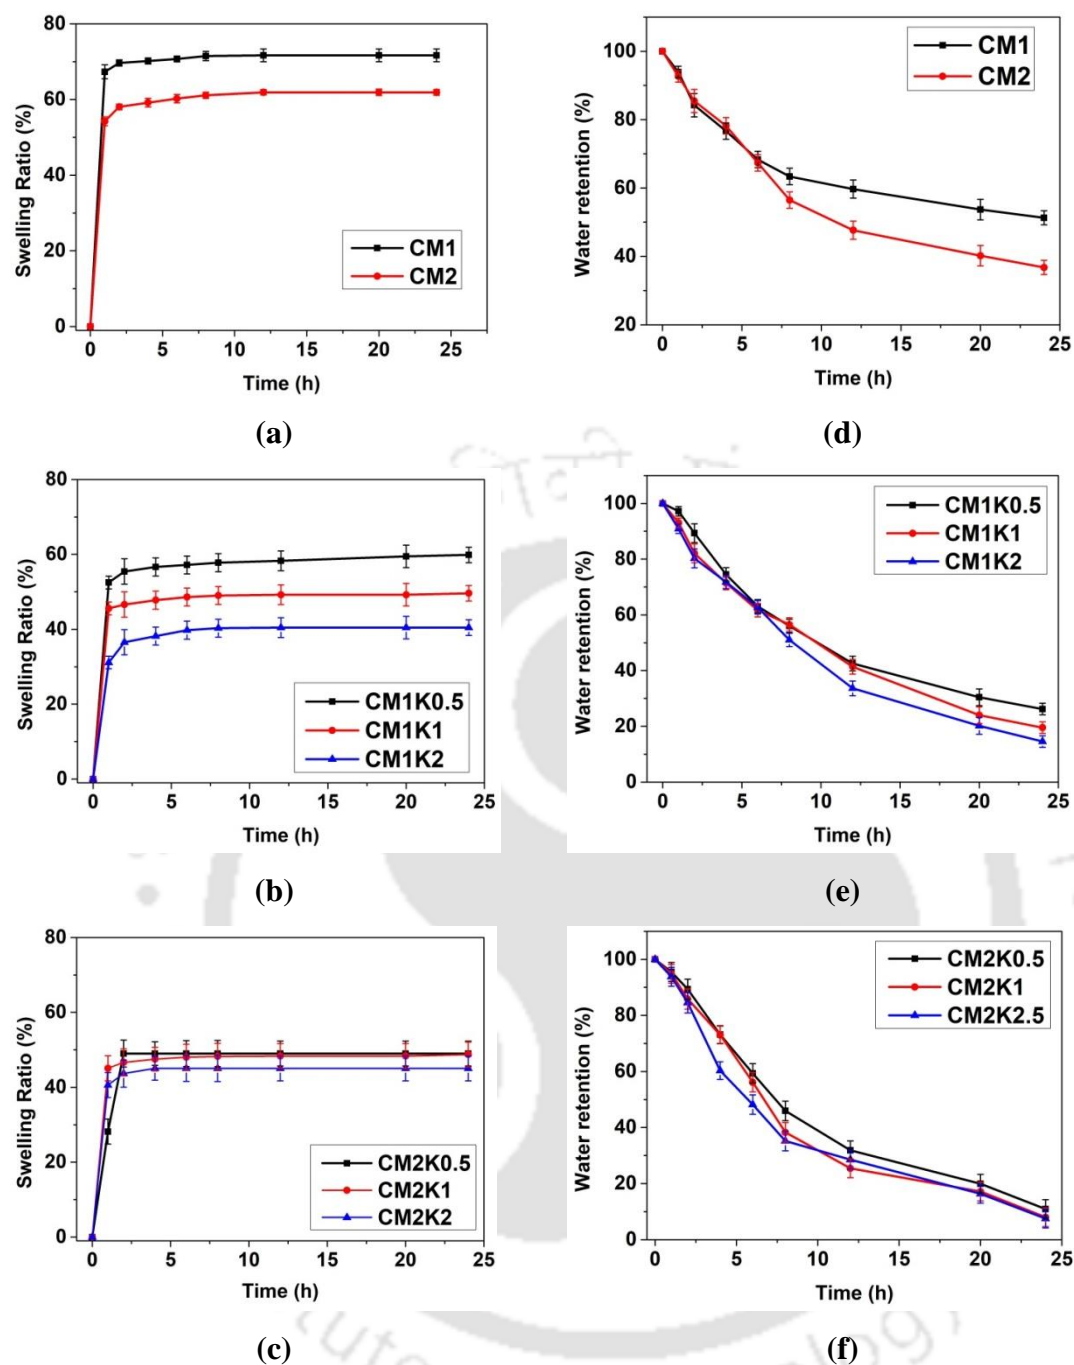 80
60
40
20
0
Swelling Ratio (%)
CM1
CM2
0 5 10 15 20 25
Time (h)
(a)
100
80
60
40
20
Water retention (%)
CM1
CM2
0 5 10 15 20 25
Time (h)
(d)
80
60
40
20
0
Swelling Ratio (%)
CM1K0.5
CM1K1
CM1K2
0 5 10 15 20 25
Time (h)
(b)
100
80
60
40
20
0
Water retention (%)
CM1K0.5
CM1K1
CM1K2
0 5 10 15 20 25
Time (h)
(e)
80
60
40
20
0
Swelling Ratio (%)
CM2K0.5
CM2K1
CM2K2
0 5 10 15 20 25
Time (h)
(c)
100
80
60
40
20
0
Water retention (%)
CM2K0.5
CM2K1
CM2K2.5
0 5 10 15 20 25
Time (h)
(f)